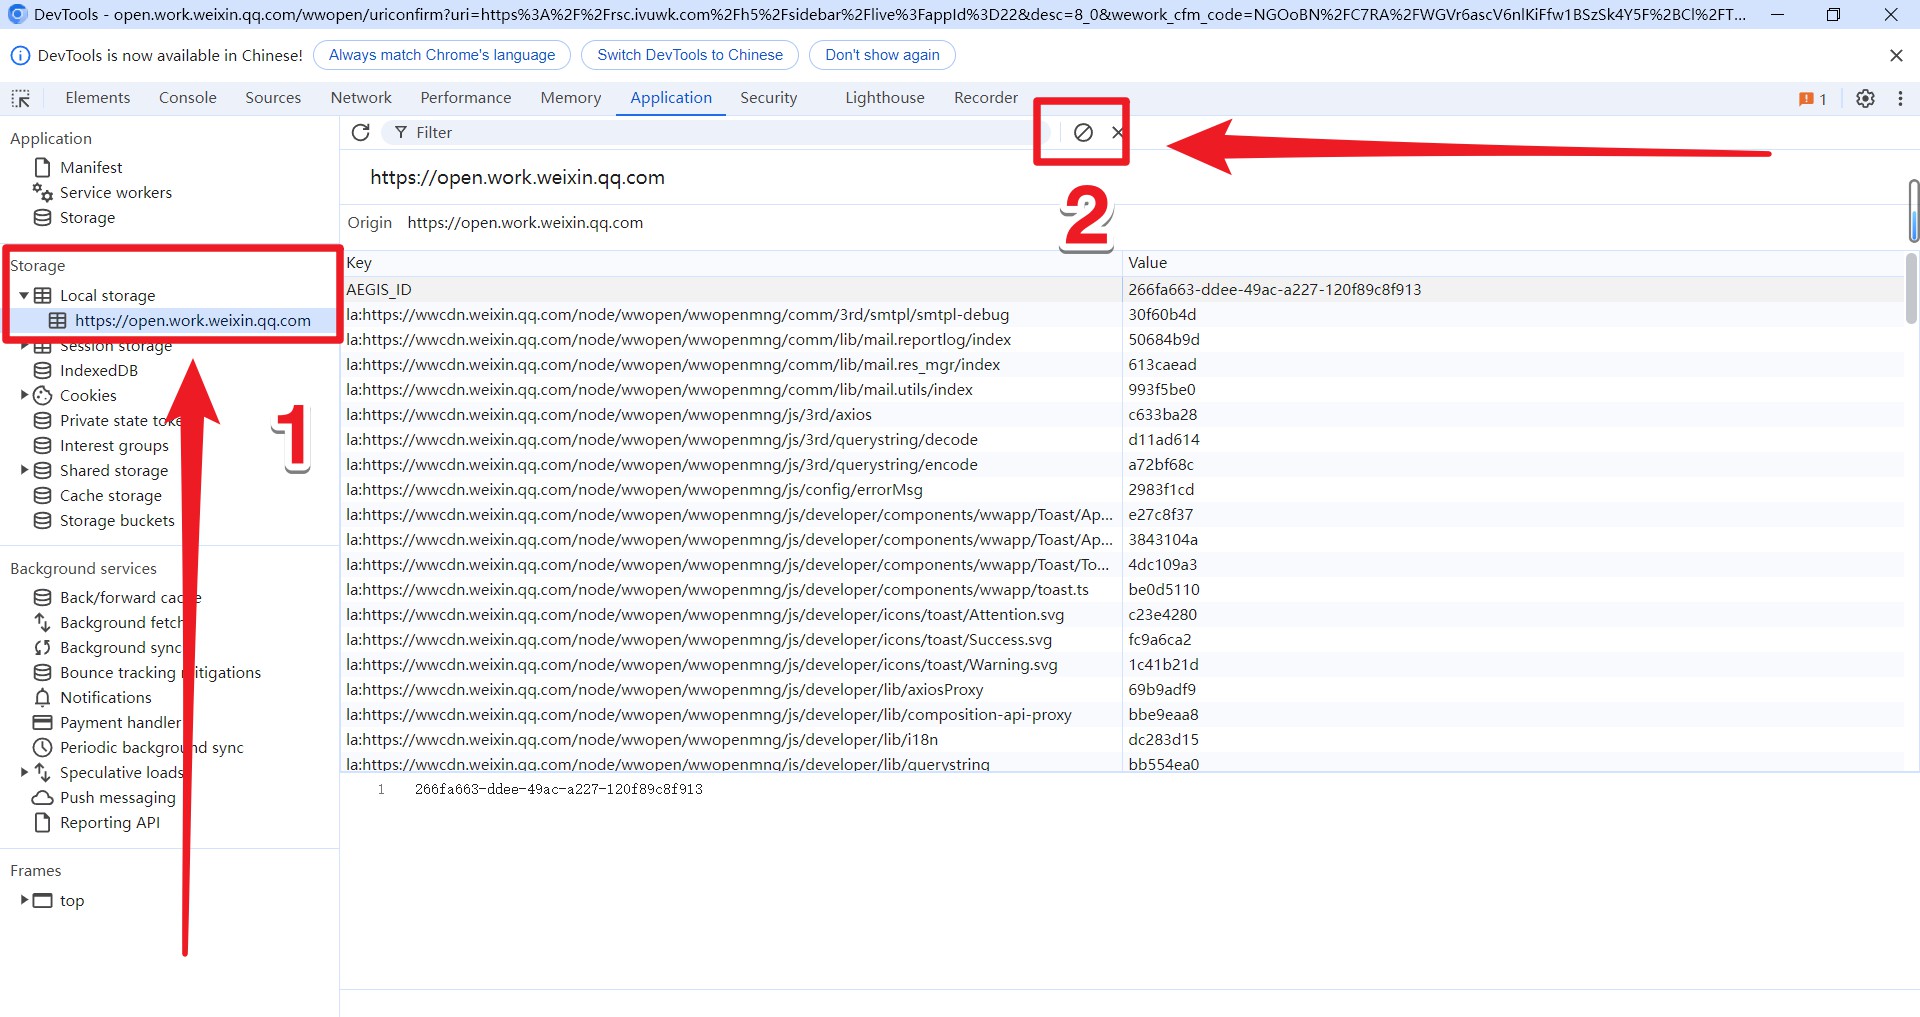 DevTools - open.work.weixin.qq.com/wwopen/uriconfirm?uri=https%3A%2F%2Frsc.ivuwk.com%2Fh5%2Fsidebar%2Flive%3FappId%3D22&desc=8_0&wework_cfm_code=NGOoBN%2FC7RA%2FWGVr6ascV6nlKiFfw1BSzSk4Y5F%2BCl%2FT...
DevTools is now available in Chinese! Always match Chrome's language Switch DevTools to Chinese Don't show again
Elements Console Sources Network Performance Memory Application Security Lighthouse Recorder 1
Application
Manifest
Service workers
Storage
Storage
Local storage
https://open.work.weixin.qq.com
Session storage
IndexedDB
Cookies
Private state toke
Interest groups
Shared storage
Cache storage
Storage buckets
Background services
Back/forward cache
Background fetch
Background sync
Bounce tracking mitigations
Notifications
Payment handler
Periodic background sync
Speculative loads
Push messaging
Reporting API
Frames
top
1
Filter
2
https://open.work.weixin.qq.com
Origin https://open.work.weixin.qq.com
Key Value
AEGIS_ID 266fa663-ddee-49ac-a227-120f89c8f913
la:https://wwcdn.weixin.qq.com/node/wwopen/wwopenmng/comm/3rd/smtpl/smtpl-debug 30f60b4d
la:https://wwcdn.weixin.qq.com/node/wwopen/wwopenmng/comm/lib/mail.reportlog/index 50684b9d
la:https://wwcdn.weixin.qq.com/node/wwopen/wwopenmng/comm/lib/mail.res_mgr/index 613caead
la:https://wwcdn.weixin.qq.com/node/wwopen/wwopenmng/comm/lib/mail.utils/index 993f5be0
la:https://wwcdn.weixin.qq.com/node/wwopen/wwopenmng/js/3rd/axios c633ba28
la:https://wwcdn.weixin.qq.com/node/wwopen/wwopenmng/js/3rd/querystring/decode d11ad614
la:https://wwcdn.weixin.qq.com/node/wwopen/wwopenmng/js/3rd/querystring/encode a72bf68c
la:https://wwcdn.weixin.qq.com/node/wwopen/wwopenmng/js/config/errorMsg 2983f1cd
la:https://wwcdn.weixin.qq.com/node/wwopen/wwopenmng/js/developer/components/wwapp/Toast/Ap... e27c8f37
la:https://wwcdn.weixin.qq.com/node/wwopen/wwopenmng/js/developer/components/wwapp/Toast/Ap... 3843104a
la:https://wwcdn.weixin.qq.com/node/wwopen/wwopenmng/js/developer/components/wwapp/Toast/To... 4dc109a3
la:https://wwcdn.weixin.qq.com/node/wwopen/wwopenmng/js/developer/components/wwapp/toast.ts be0d5110
la:https://wwcdn.weixin.qq.com/node/wwopen/wwopenmng/js/developer/icons/toast/Attention.svg c23e4280
la:https://wwcdn.weixin.qq.com/node/wwopen/wwopenmng/js/developer/icons/toast/Success.svg fc9a6ca2
la:https://wwcdn.weixin.qq.com/node/wwopen/wwopenmng/js/developer/icons/toast/Warning.svg 1c41b21d
la:https://wwcdn.weixin.qq.com/node/wwopen/wwopenmng/js/developer/lib/axiosProxy 69b9adf9
la:https://wwcdn.weixin.qq.com/node/wwopen/wwopenmng/js/developer/lib/composition-api-proxy bbe9eaa8
la:https://wwcdn.weixin.qq.com/node/wwopen/wwopenmng/js/developer/lib/i18n dc283d15
la:https://wwcdn.weixin.qq.com/node/wwopen/wwopenmng/js/developer/lib/querystring bb554ea0
1 266fa663-ddee-49ac-a227-120f89c8f913